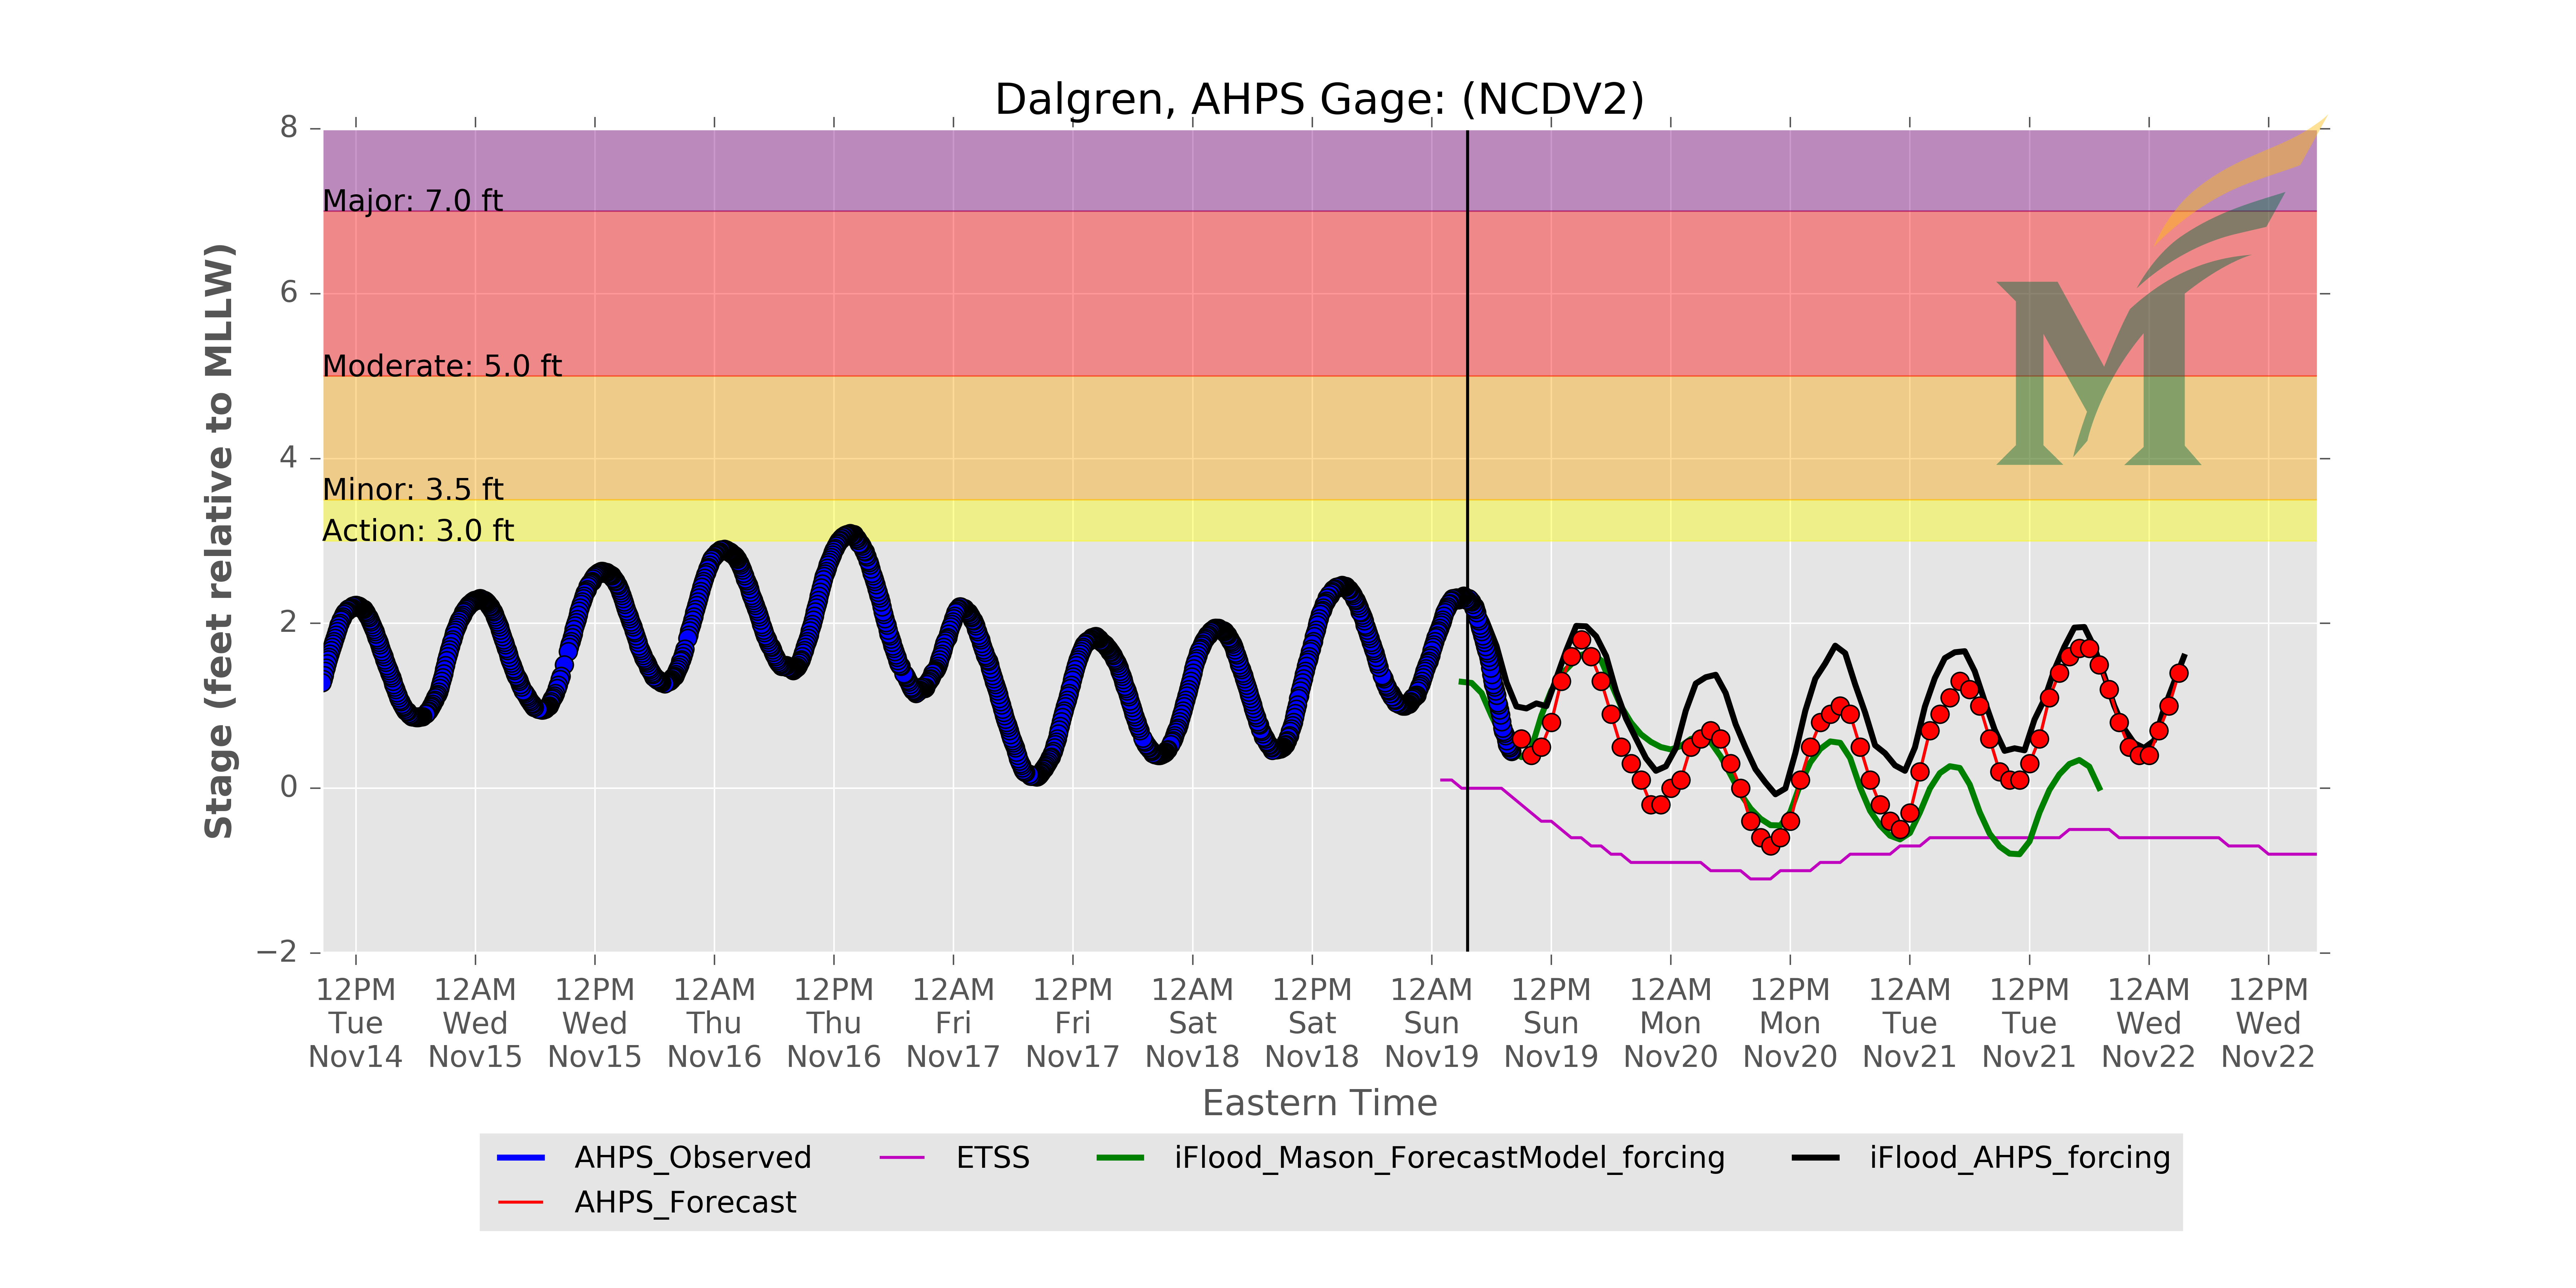 Dalgren, AHPS Gage: (NCDV2)
Stage (feet relative to MLLW)
8
6
4
2
0
−2
Major: 7.0 ft
Moderate: 5.0 ft
Minor: 3.5 ft
Action: 3.0 ft
12PM 12AM 12PM 12AM 12PM 12AM 12PM 12AM 12PM 12AM 12PM 12AM 12PM 12AM 12PM 12AM 12PM
Tue Wed Wed Thu Thu Fri Fri Sat Sat Sun Sun Mon Mon Tue Tue Wed Wed
Nov14 Nov15 Nov15 Nov16 Nov16 Nov17 Nov17 Nov18 Nov18 Nov19 Nov19 Nov20 Nov20 Nov21 Nov21 Nov22 Nov22
Eastern Time
AHPS_Observed ETSS iFlood_Mason_ForecastModel_forcing iFlood_AHPS_forcing
AHPS_Forecast
M